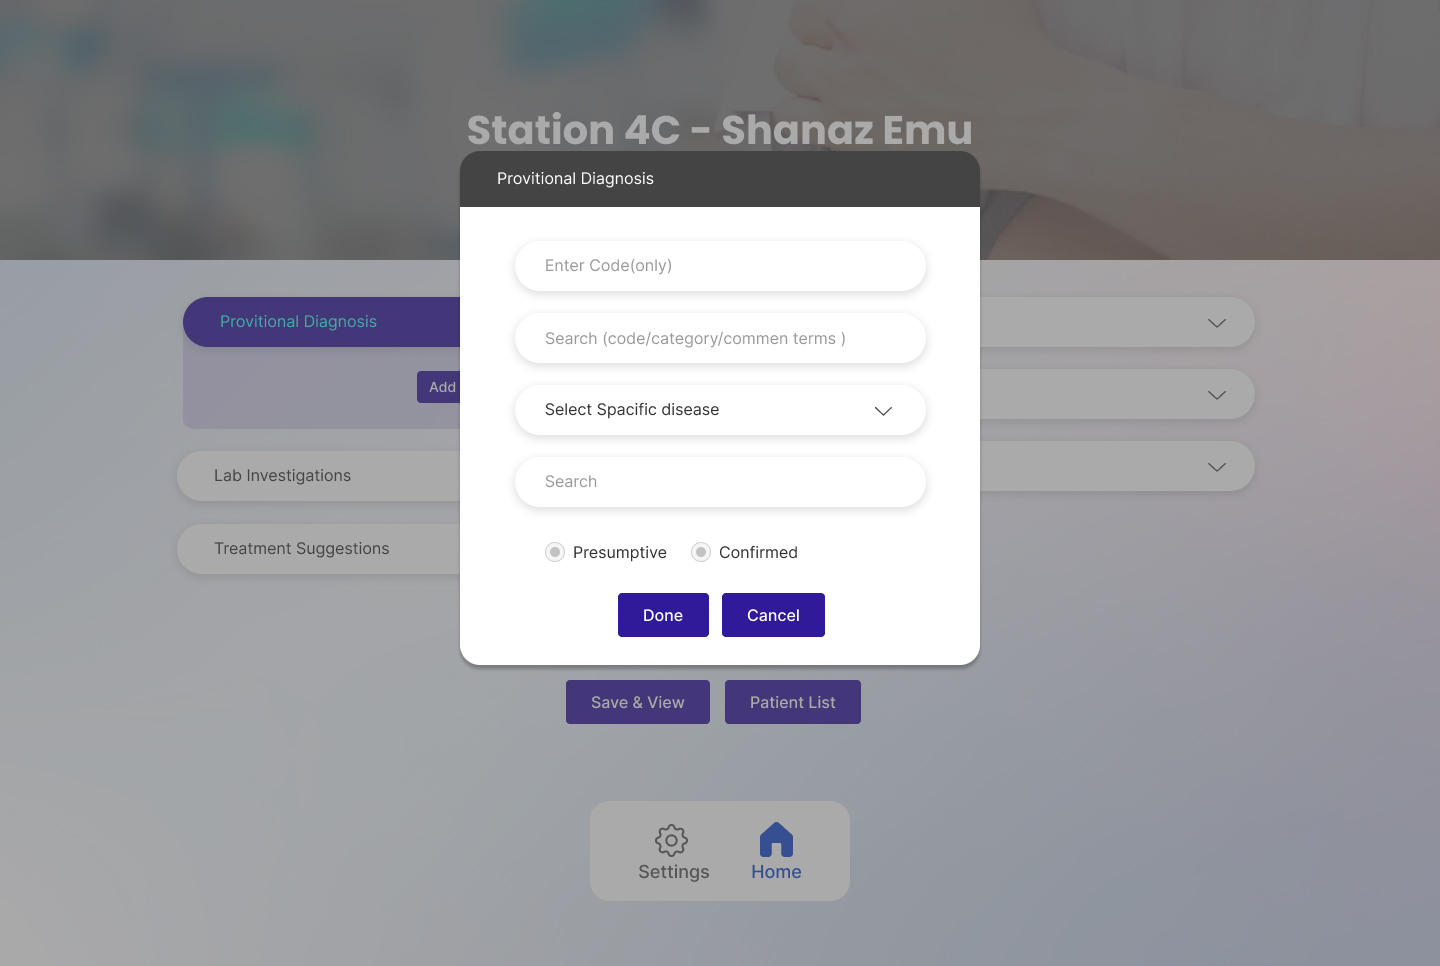 Station 4C - Shanaz Emu
Provitional Diagnosis
Enter Code(only)
Search (code/category/commen terms )
Select Spacific disease
Search
Presumptive
Confirmed
Done
Cancel
Provitional Diagnosis
Add
Lab Investigations
Treatment Suggestions
Save & View
Patient List
Settings
Home